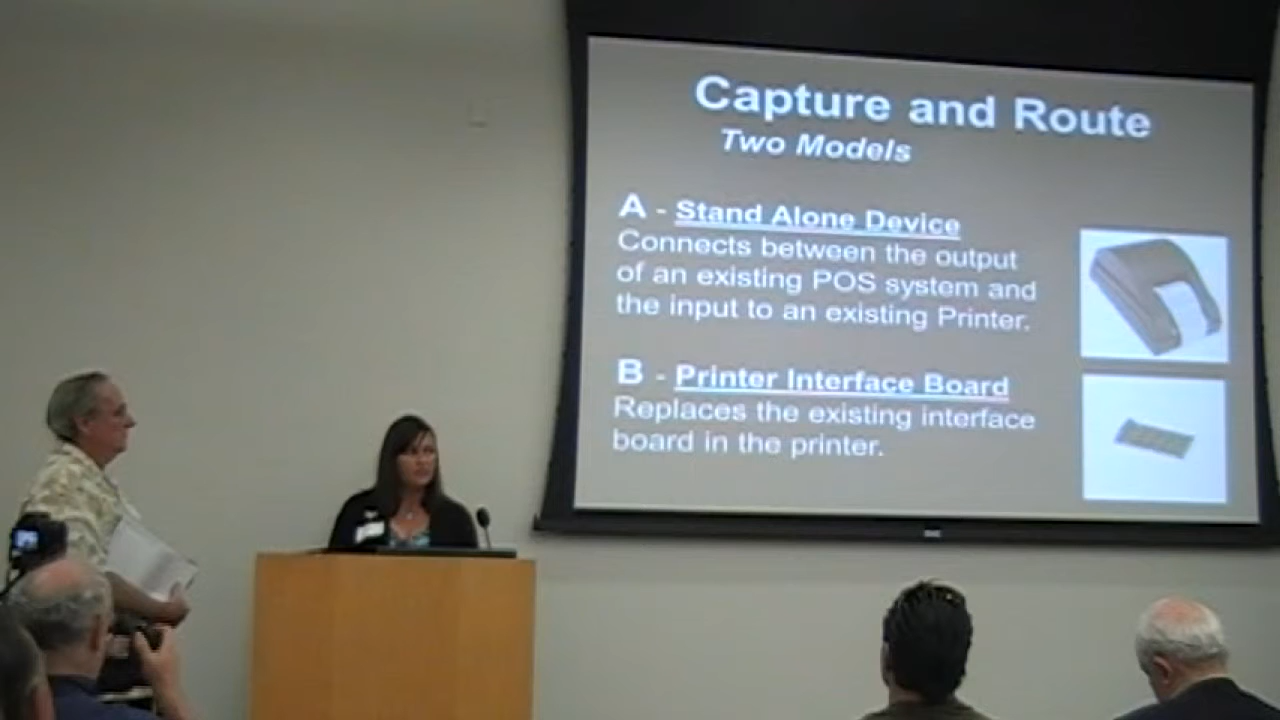 Capture and Route
Two Models
A - Stand Alone Device
Connects between the output
of an existing POS system and
the input to an existing Printer.
B - Printer Interface Board
Replaces the existing interface
board in the printer.